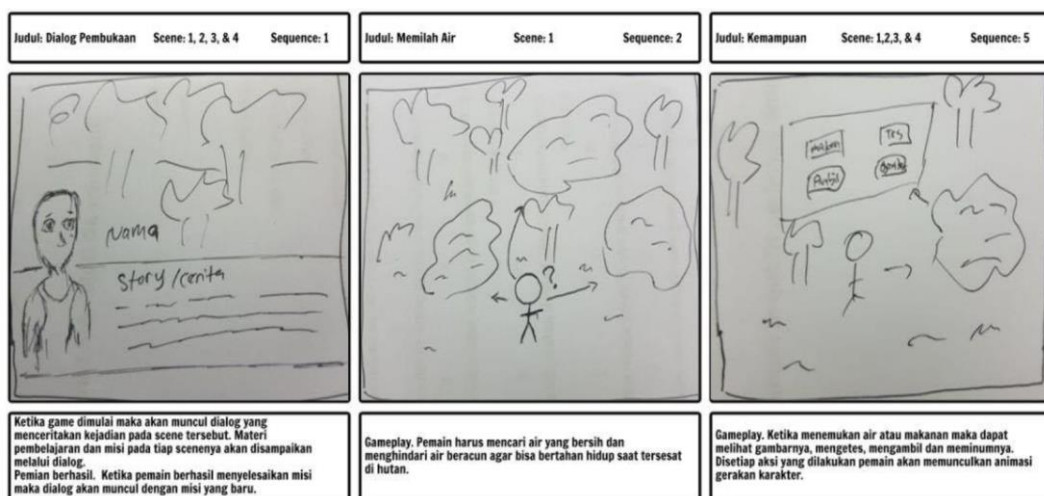 Judul: Dialog Pembukaan Scene: 1, 2, 3, & 4 Sequence: 1
Nama
Story/cerita
Ketika game dimulai maka akan muncul dialog yang
menceritakan kejadian pada scene tersebut. Materi
pembelajaran dan misi pada tiap scenenya akan disampaikan
melalui dialog.
Pemian berhasil. Ketika pemain berhasil menyelesaikan misi
maka dialog akan muncul dengan misi yang baru.
Judul: Memilah Air Scene: 1 Sequence: 2
?
Gameplay. Pemain harus mencari air yang bersih dan
menghindari air beracun agar bisa bertahan hidup saat tersesat
di hutan.
Judul: Kemampuan Scene: 1,2,3, & 4 Sequence: 5
Tes
Gameplay. Ketika menemukan air atau makanan maka dapat
melihat gambarnya, mengetes, mengambil dan meminumnya.
Disetiap aksi yang dilakukan pemain akan memunculkan animasi
gerakan karakter.